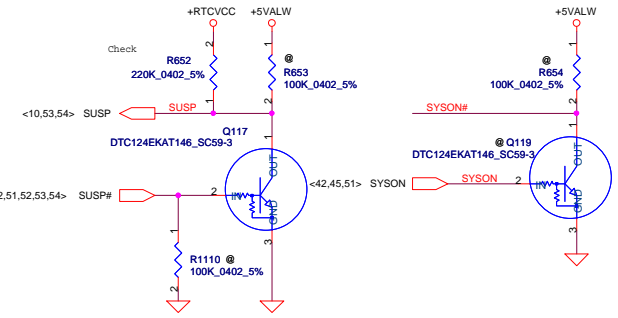 +RTCVCC +5VALW +5VALW
Check
2 1 1
R652 @ @
220K_0402_5% R653 R654
100K_0402_5% 100K_0402_5%
1 2 2
<10,53,54> SUSP SUSP SYSON#
Q117 1 1
DTC124EKAT146_SC59-3 @ Q119
DTC124EKAT146_SC59-3
OUT OUT
2,51,52,53,54> SUSP# 2 IN <42,45,51> SYSON SYSON 2 IN
GND GND
3 3
1
R1110 @
100K_0402_5%
2